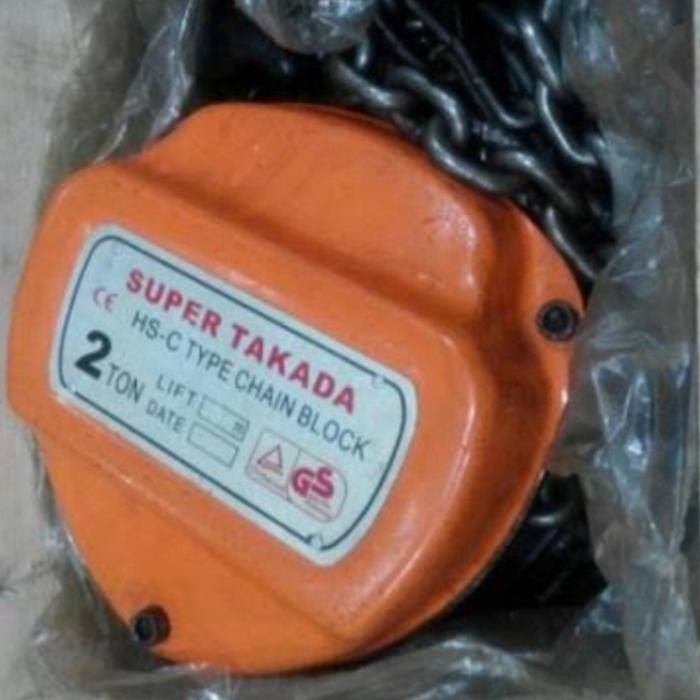 SUPER TAKADA
CE HS-C TYPE CHAIN BLOCK
2 TON LIFT m
DATE
GS